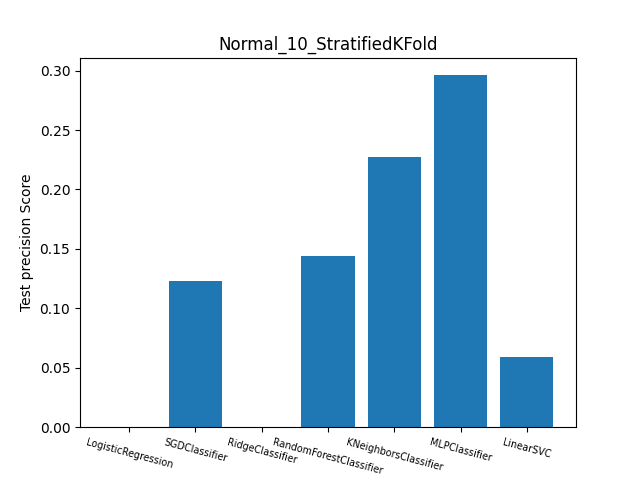 Normal_10_StratifiedKFold
Test precision Score
0.30
0.25
0.20
0.15
0.10
0.05
0.00
LogisticRegression
SGDClassifier
RidgeClassifier
RandomForestClassifier
KNeighborsClassifier
MLPClassifier
LinearSVC